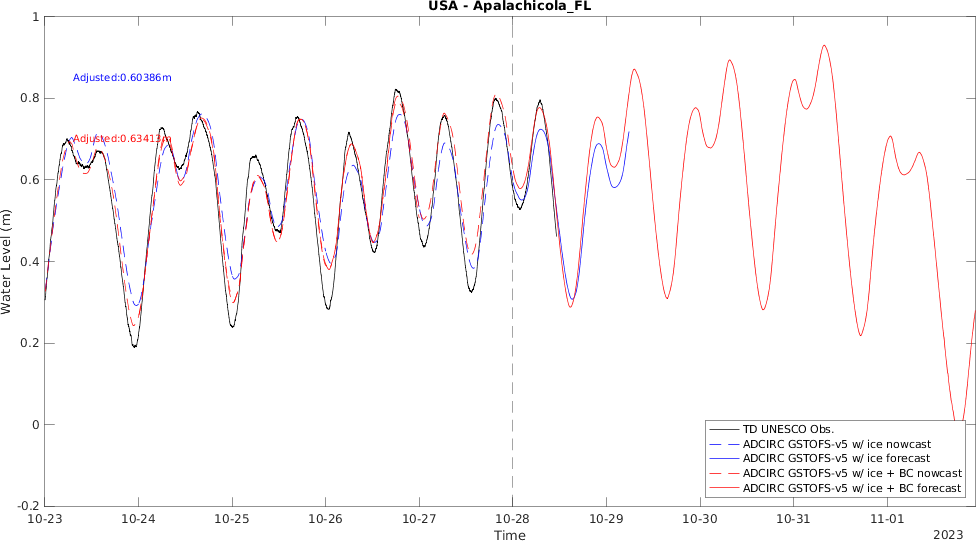 USA - Apalachicola_FL
1
0.8
0.6
0.4
0.2
0
-0.2
Water Level (m)
Adjusted:0.60386m
Adjusted:0.63413m
TD UNESCO Obs.
ADCIRC GSTOFS-v5 w/ ice nowcast
ADCIRC GSTOFS-v5 w/ ice forecast
ADCIRC GSTOFS-v5 w/ ice + BC nowcast
ADCIRC GSTOFS-v5 w/ ice + BC forecast
10-23 10-24 10-25 10-26 10-27 10-28 10-29 10-30 10-31 11-01
Time
2023